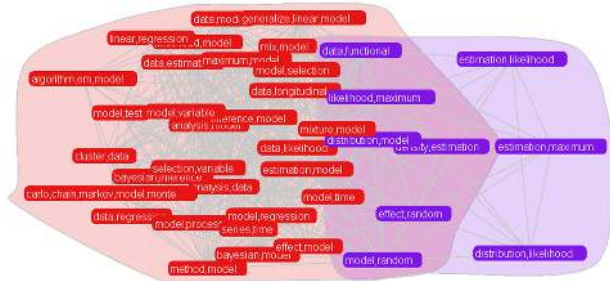 data,mod
generalize,linear,model
linear,regression
mix,model
data,functional
data,estimat
maximum,model
estimation,likelihood
model,selection
algorithm,em,model
data,longitudinal
likelihood,maximum
model,test
model,variable
inference,model
analysis,model
mixture,model
distribution,model
data,likelihood
density,estimation
estimation,maximum
cluster,data
selection,variable
estimation,model
bayesian,inference
analysis,data
carlo,chain,markov,model,monte
model,time
data,regression
model,regression
effect,random
model,process
series,time
effect,model
bayesian,model
distribution,likelihood
model,random
method,model